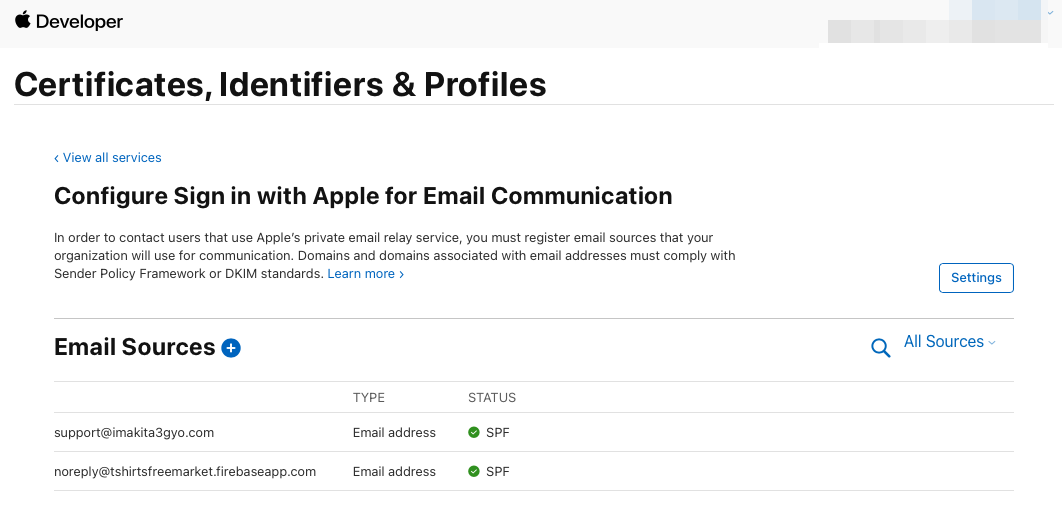 Developer
Certificates, Identifiers & Profiles
‹ View all services
Configure Sign in with Apple for Email Communication
In order to contact users that use Apple’s private email relay service, you must register email sources that your
organization will use for communication. Domains and domains associated with email addresses must comply with
Sender Policy Framework or DKIM standards. Learn more ›
Settings
Email Sources
All Sources
TYPE STATUS
support@imakita3gyo.com Email address SPF
noreply@tshirtsfreemarket.firebaseapp.com Email address SPF